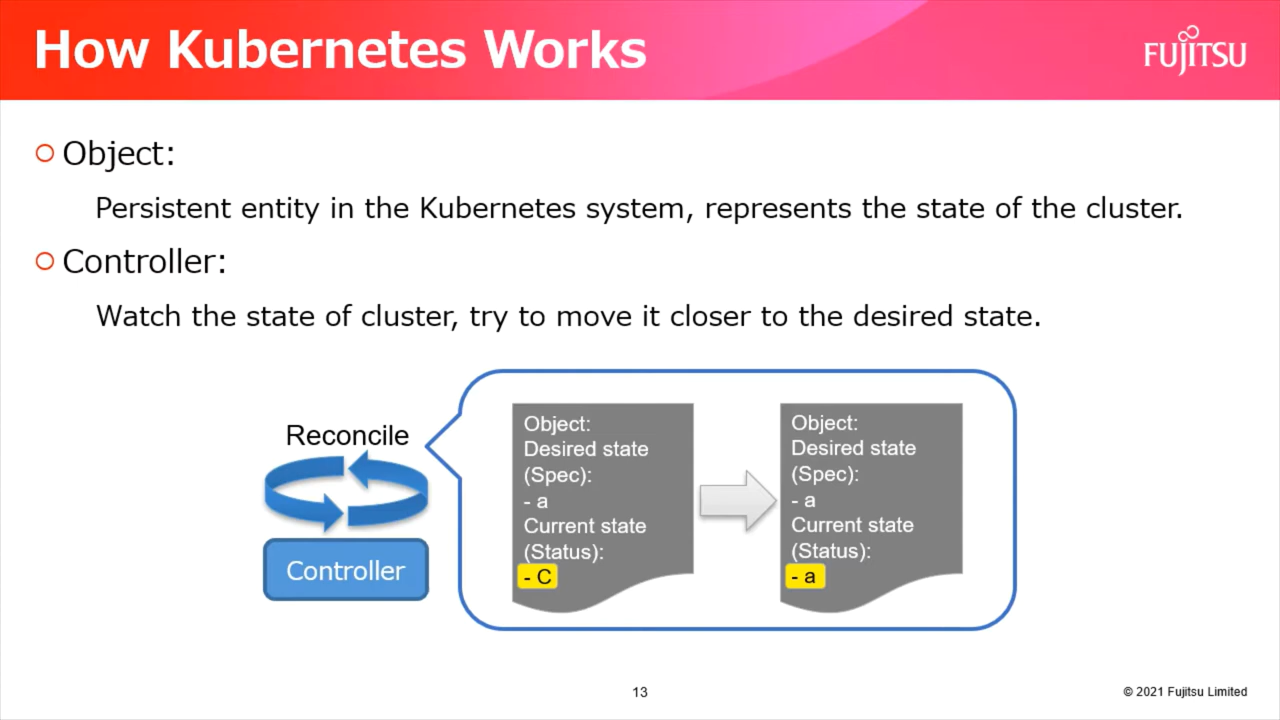 How Kubernetes Works
FUJITSU
Object:
Persistent entity in the Kubernetes system, represents the state of the cluster.
Controller:
Watch the state of cluster, try to move it closer to the desired state.
Reconcile
Controller
Object:
Desired state
(Spec):
- a
Current state
(Status):
- C
Object:
Desired state
(Spec):
- a
Current state
(Status):
- a
13
© 2021 Fujitsu Limited